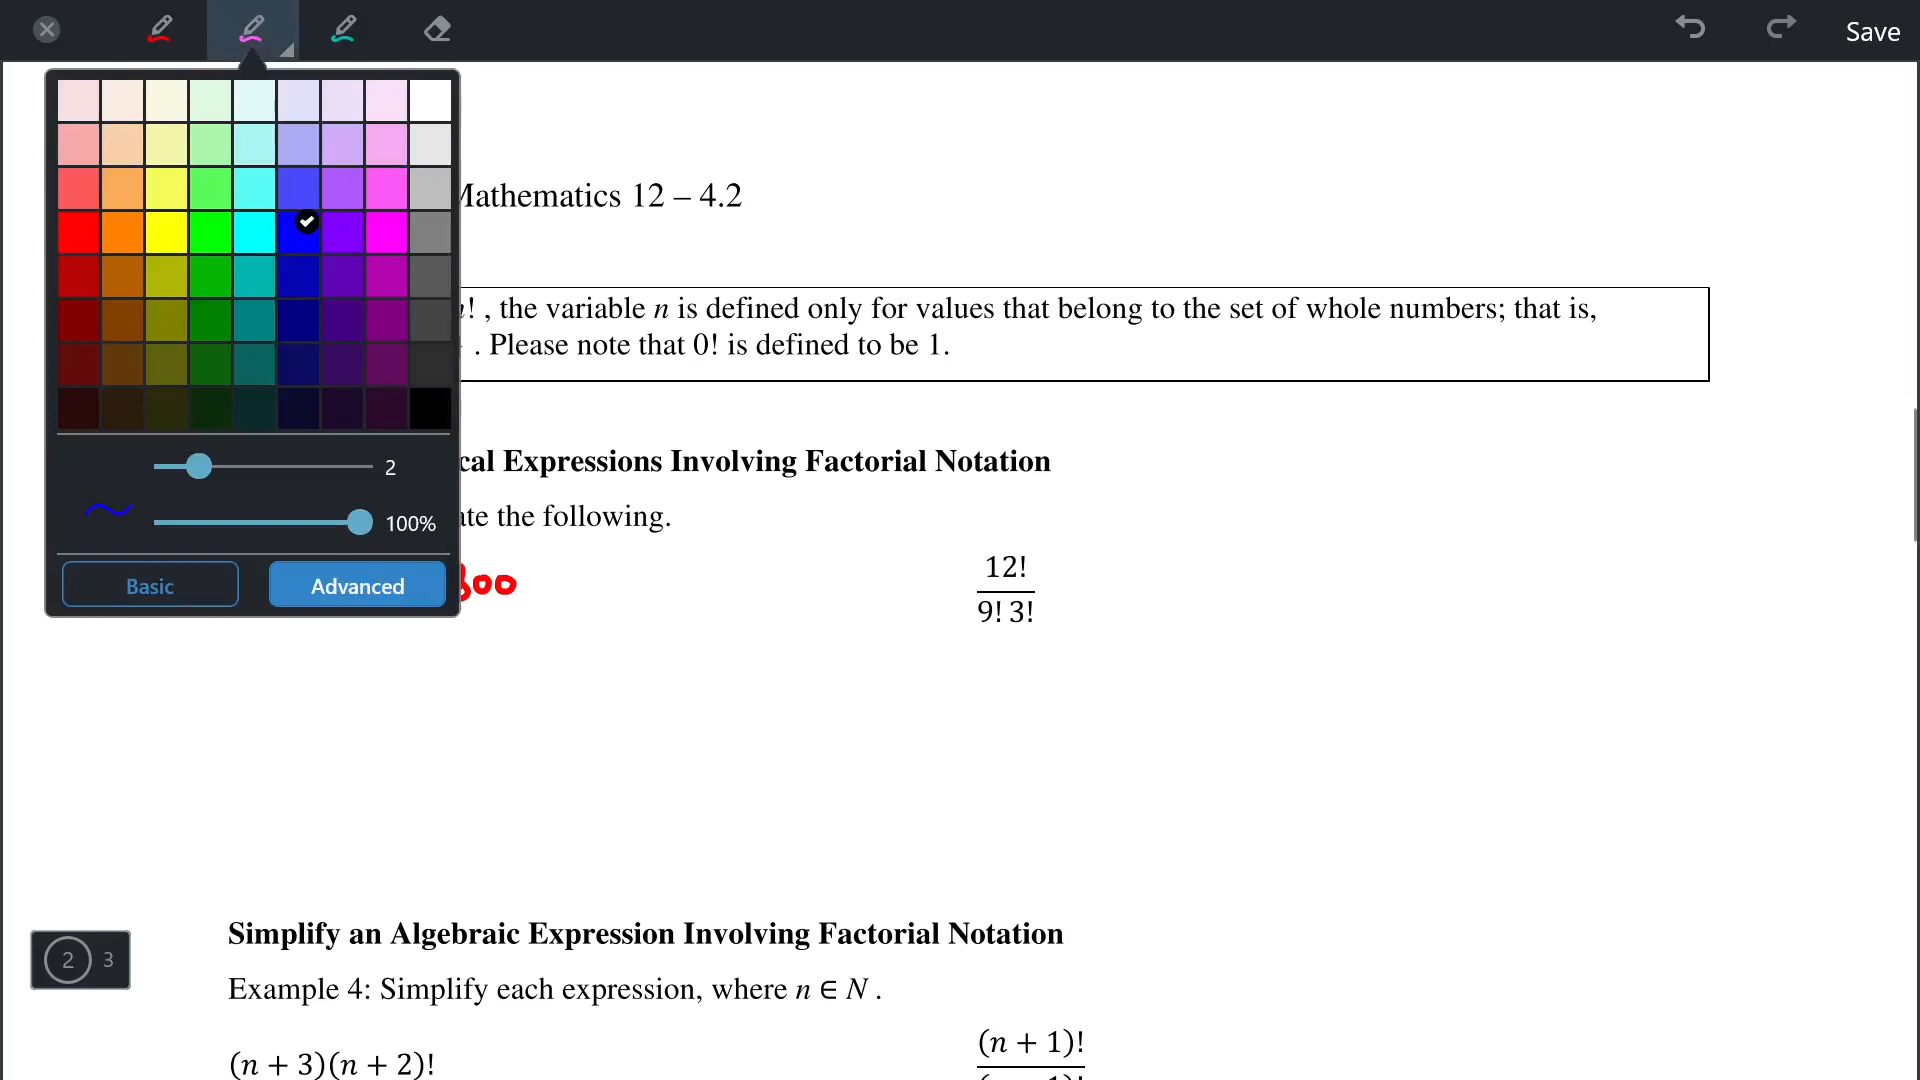 Save
Mathematics 12 – 4.2
! , the variable n is defined only for values that belong to the set of whole numbers; that is,
. Please note that 0! is defined to be 1.
cal Expressions Involving Factorial Notation
2
ate the following.
100%
Basic
Advanced
800
12!
9! 3!
Simplify an Algebraic Expression Involving Factorial Notation
2 3
Example 4: Simplify each expression, where n ∈ N .
(n + 3)(n + 2)!
(n + 1)!